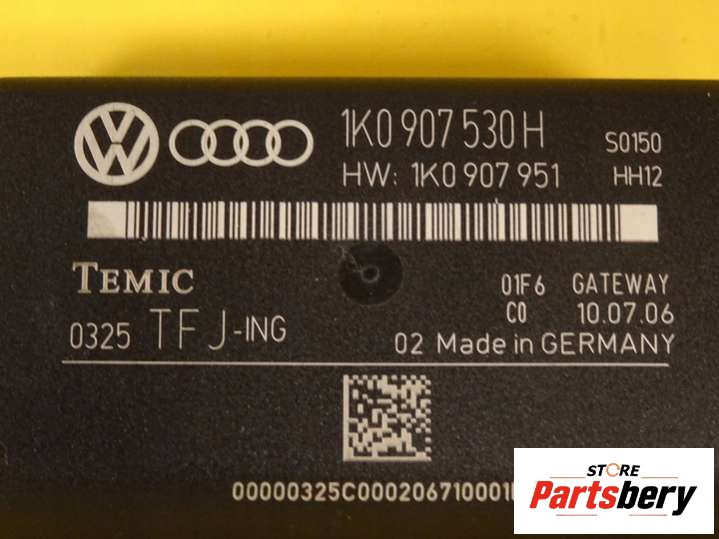 1K0 907 530 H S0150
HW: 1K0 907 951 HH12
TEMIC 01F6 GATEWAY
C0 10.07.06
0325 TFJ-ING 02 Made in GERMANY
STORE
Partsbery